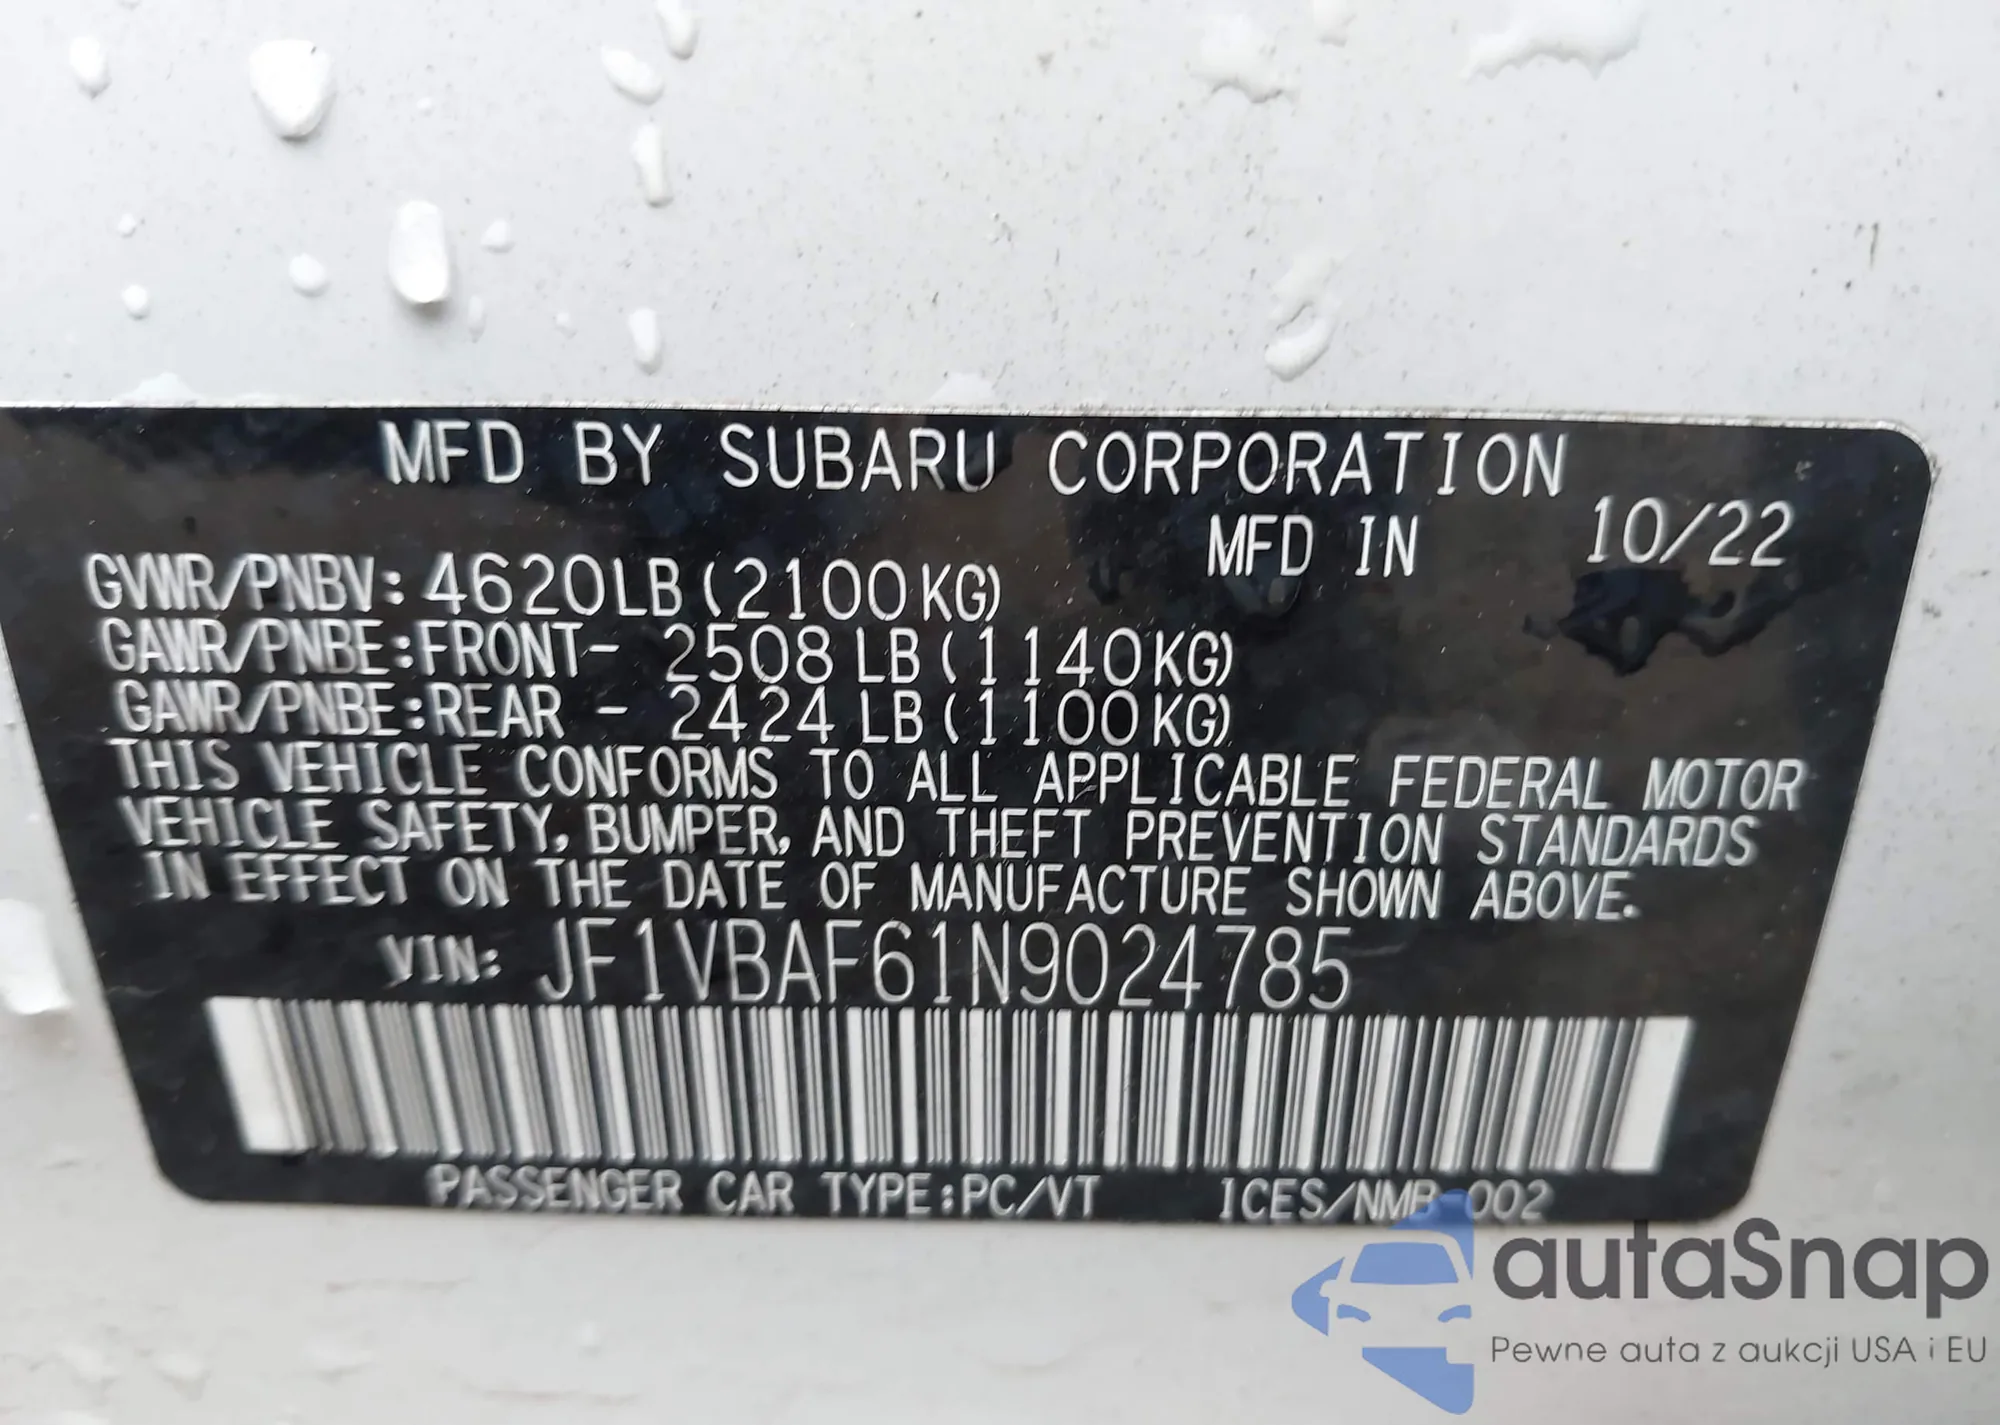 MFD BY SUBARU CORPORATION
MFD IN 10/22
GVWR/PNBV: 4620LB (2100KG)
GAWR/PNBE:FRONT- 2508 LB (1140KG)
GAWR/PNBE:REAR - 2424 LB (1100KG)
THIS VEHICLE CONFORMS TO ALL APPLICABLE FEDERAL MOTOR
VEHICLE SAFETY, BUMPER, AND THEFT PREVENTION STANDARDS
IN EFFECT ON THE DATE OF MANUFACTURE SHOWN ABOVE.
VIN: JF1VBAF61N9024785
PASSENGER CAR TYPE:PC/VT ICES/NMB-002
autaSnap
Pewne auta z aukcji USA i EU